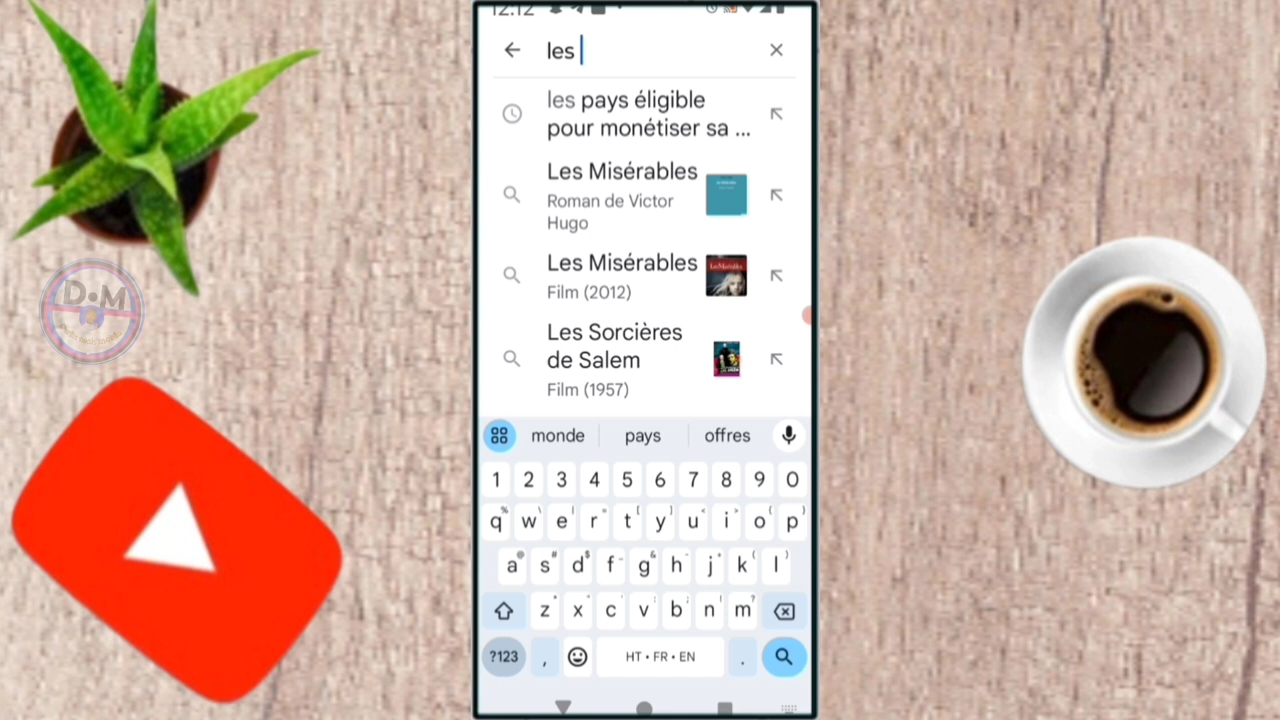 12:12
les
les pays éligible
pour monétiser sa ...
Les Misérables
Roman de Victor
Hugo
Les Misérables
Film (2012)
Les Sorcières
de Salem
Film (1957)
D•M
monde pays offres
1 2 3 4 5 6 7 8 9 0
q w e r t y u i o p
a s d f g h j k l
z x c v b n m
?123 , HT • FR • EN .